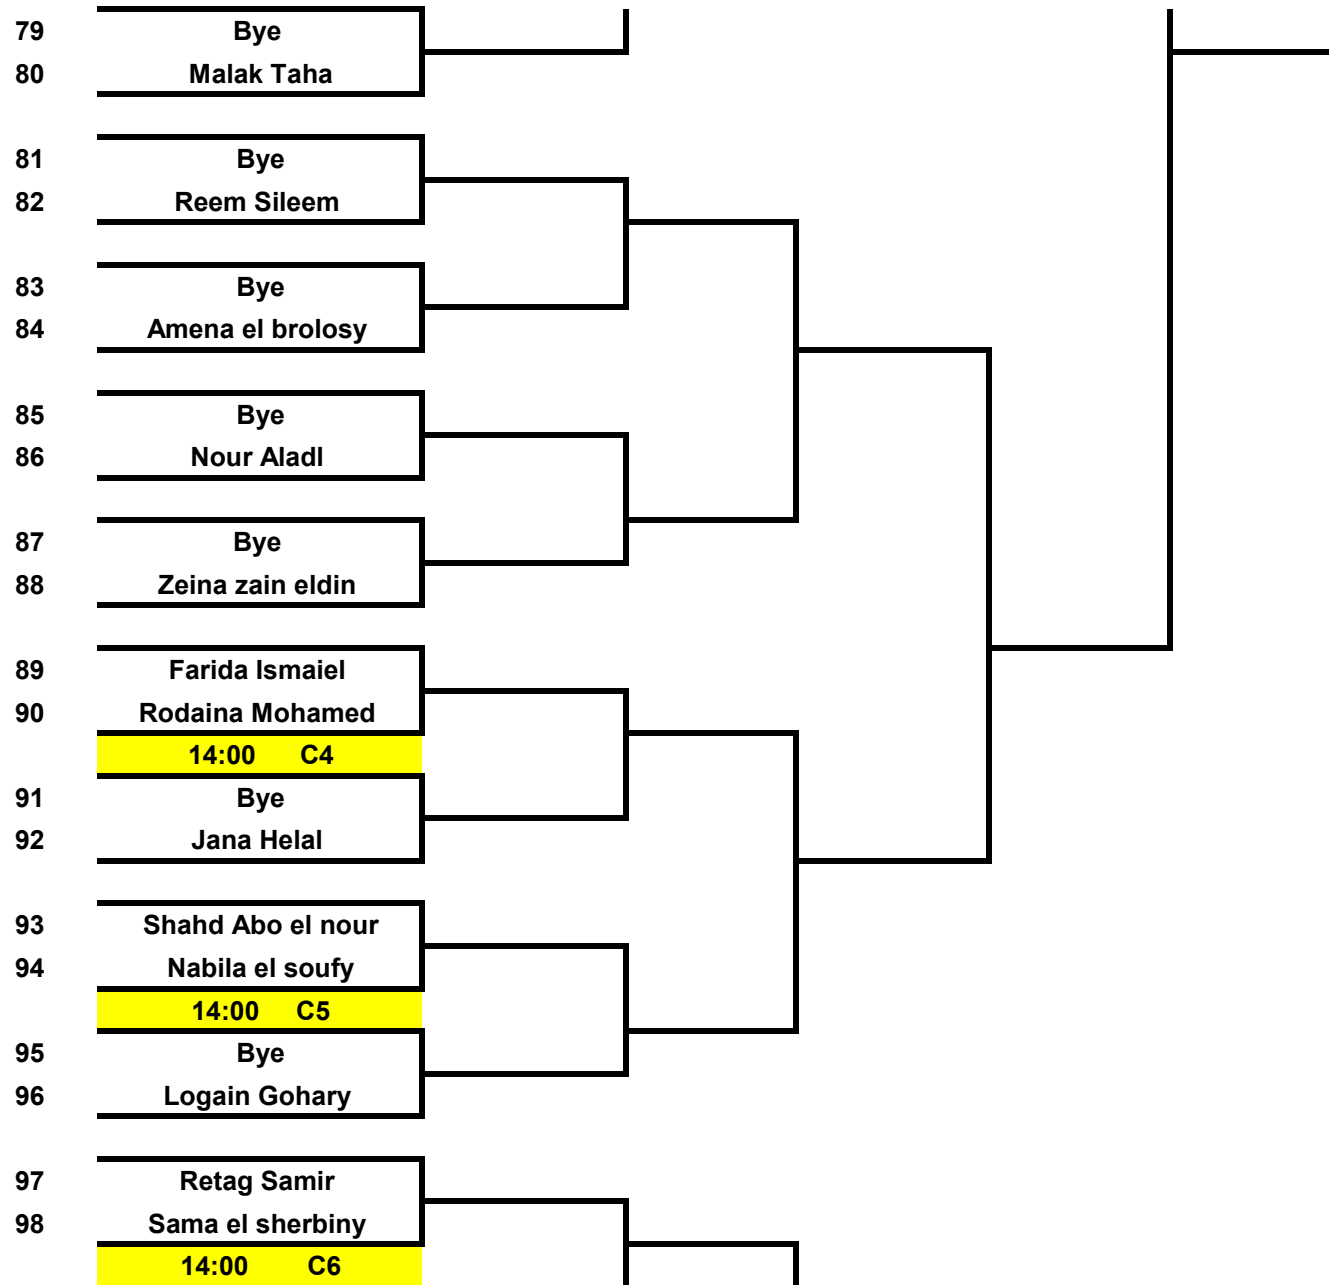 79 Bye
80 Malak Taha
81 Bye
82 Reem Sileem
83 Bye
84 Amena el brolosy
85 Bye
86 Nour Aladl
87 Bye
88 Zeina zain eldin
89 Farida Ismaiel
90 Rodaina Mohamed
14:00 C4
91 Bye
92 Jana Helal
93 Shahd Abo el nour
94 Nabila el soufy
14:00 C5
95 Bye
96 Logain Gohary
97 Retag Samir
98 Sama el sherbiny
14:00 C6